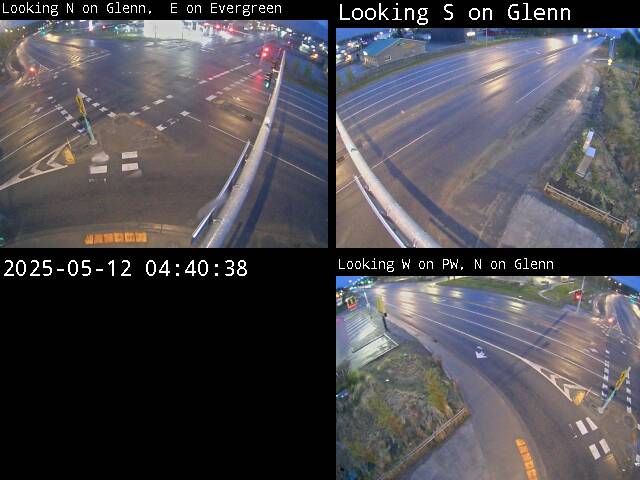 Looking N on Glenn,  E on Evergreen
Looking S on Glenn
2025-05-12 04:40:38
Looking W on PW, N on Glenn